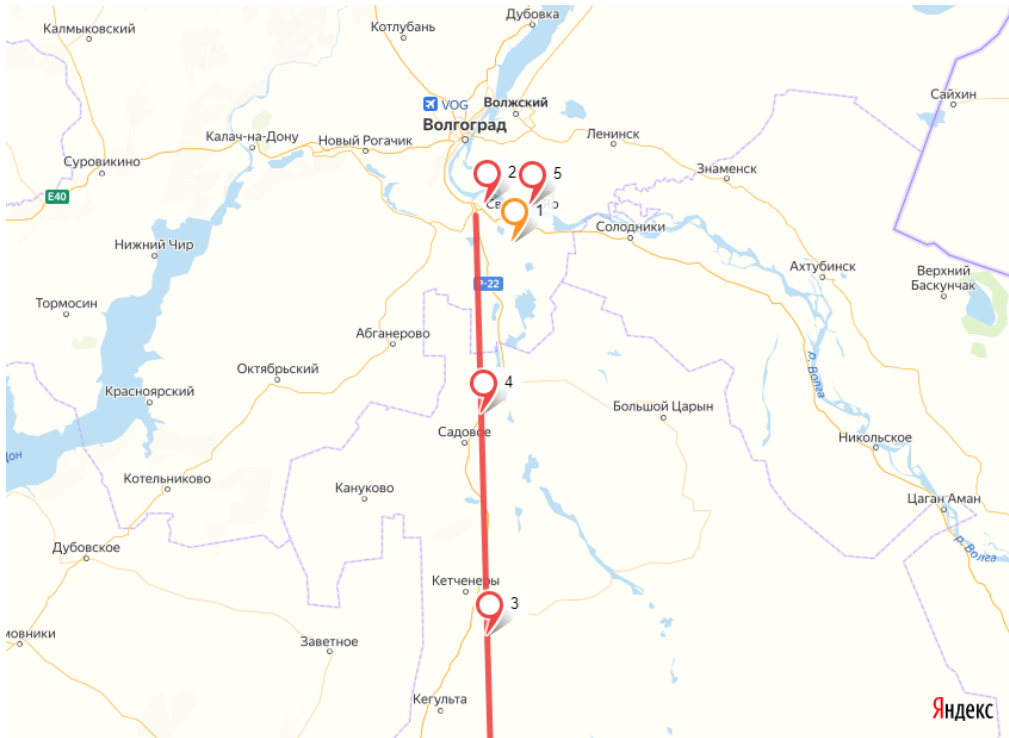 Дубовка
Калмыковский
Котлубань
VOG
Волжский
Сайхин
Волгоград
Калач-на-Дону
Новый Рогачик
Ленинск
Суровикино
Знаменск
2
5
E40
1
Солодники
Нижний Чир
Ахтубинск
Верхний
Баскунчак
Р-22
Тормосин
Абганерово
р. Волга
Октябрьский
4
Красноярский
Большой Царын
Садовое
Никольское
Дон
Котельниково
Кануково
Цаган Аман
р. Волга
Дубовское
Кетченеры
3
мовники
Заветное
Кегульта
Яндекс